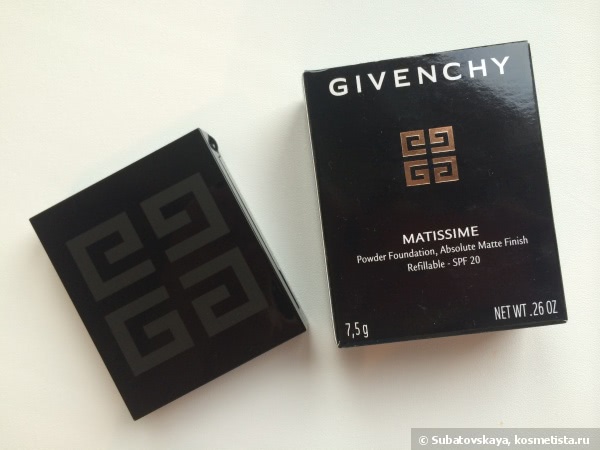 GIVENCHY
MATISSIME
Powder Foundation, Absolute Matte Finish
Refillable - SPF 20
7,5 g
NET WT .26 OZ
© Subatovskaya, kosmetista.ru